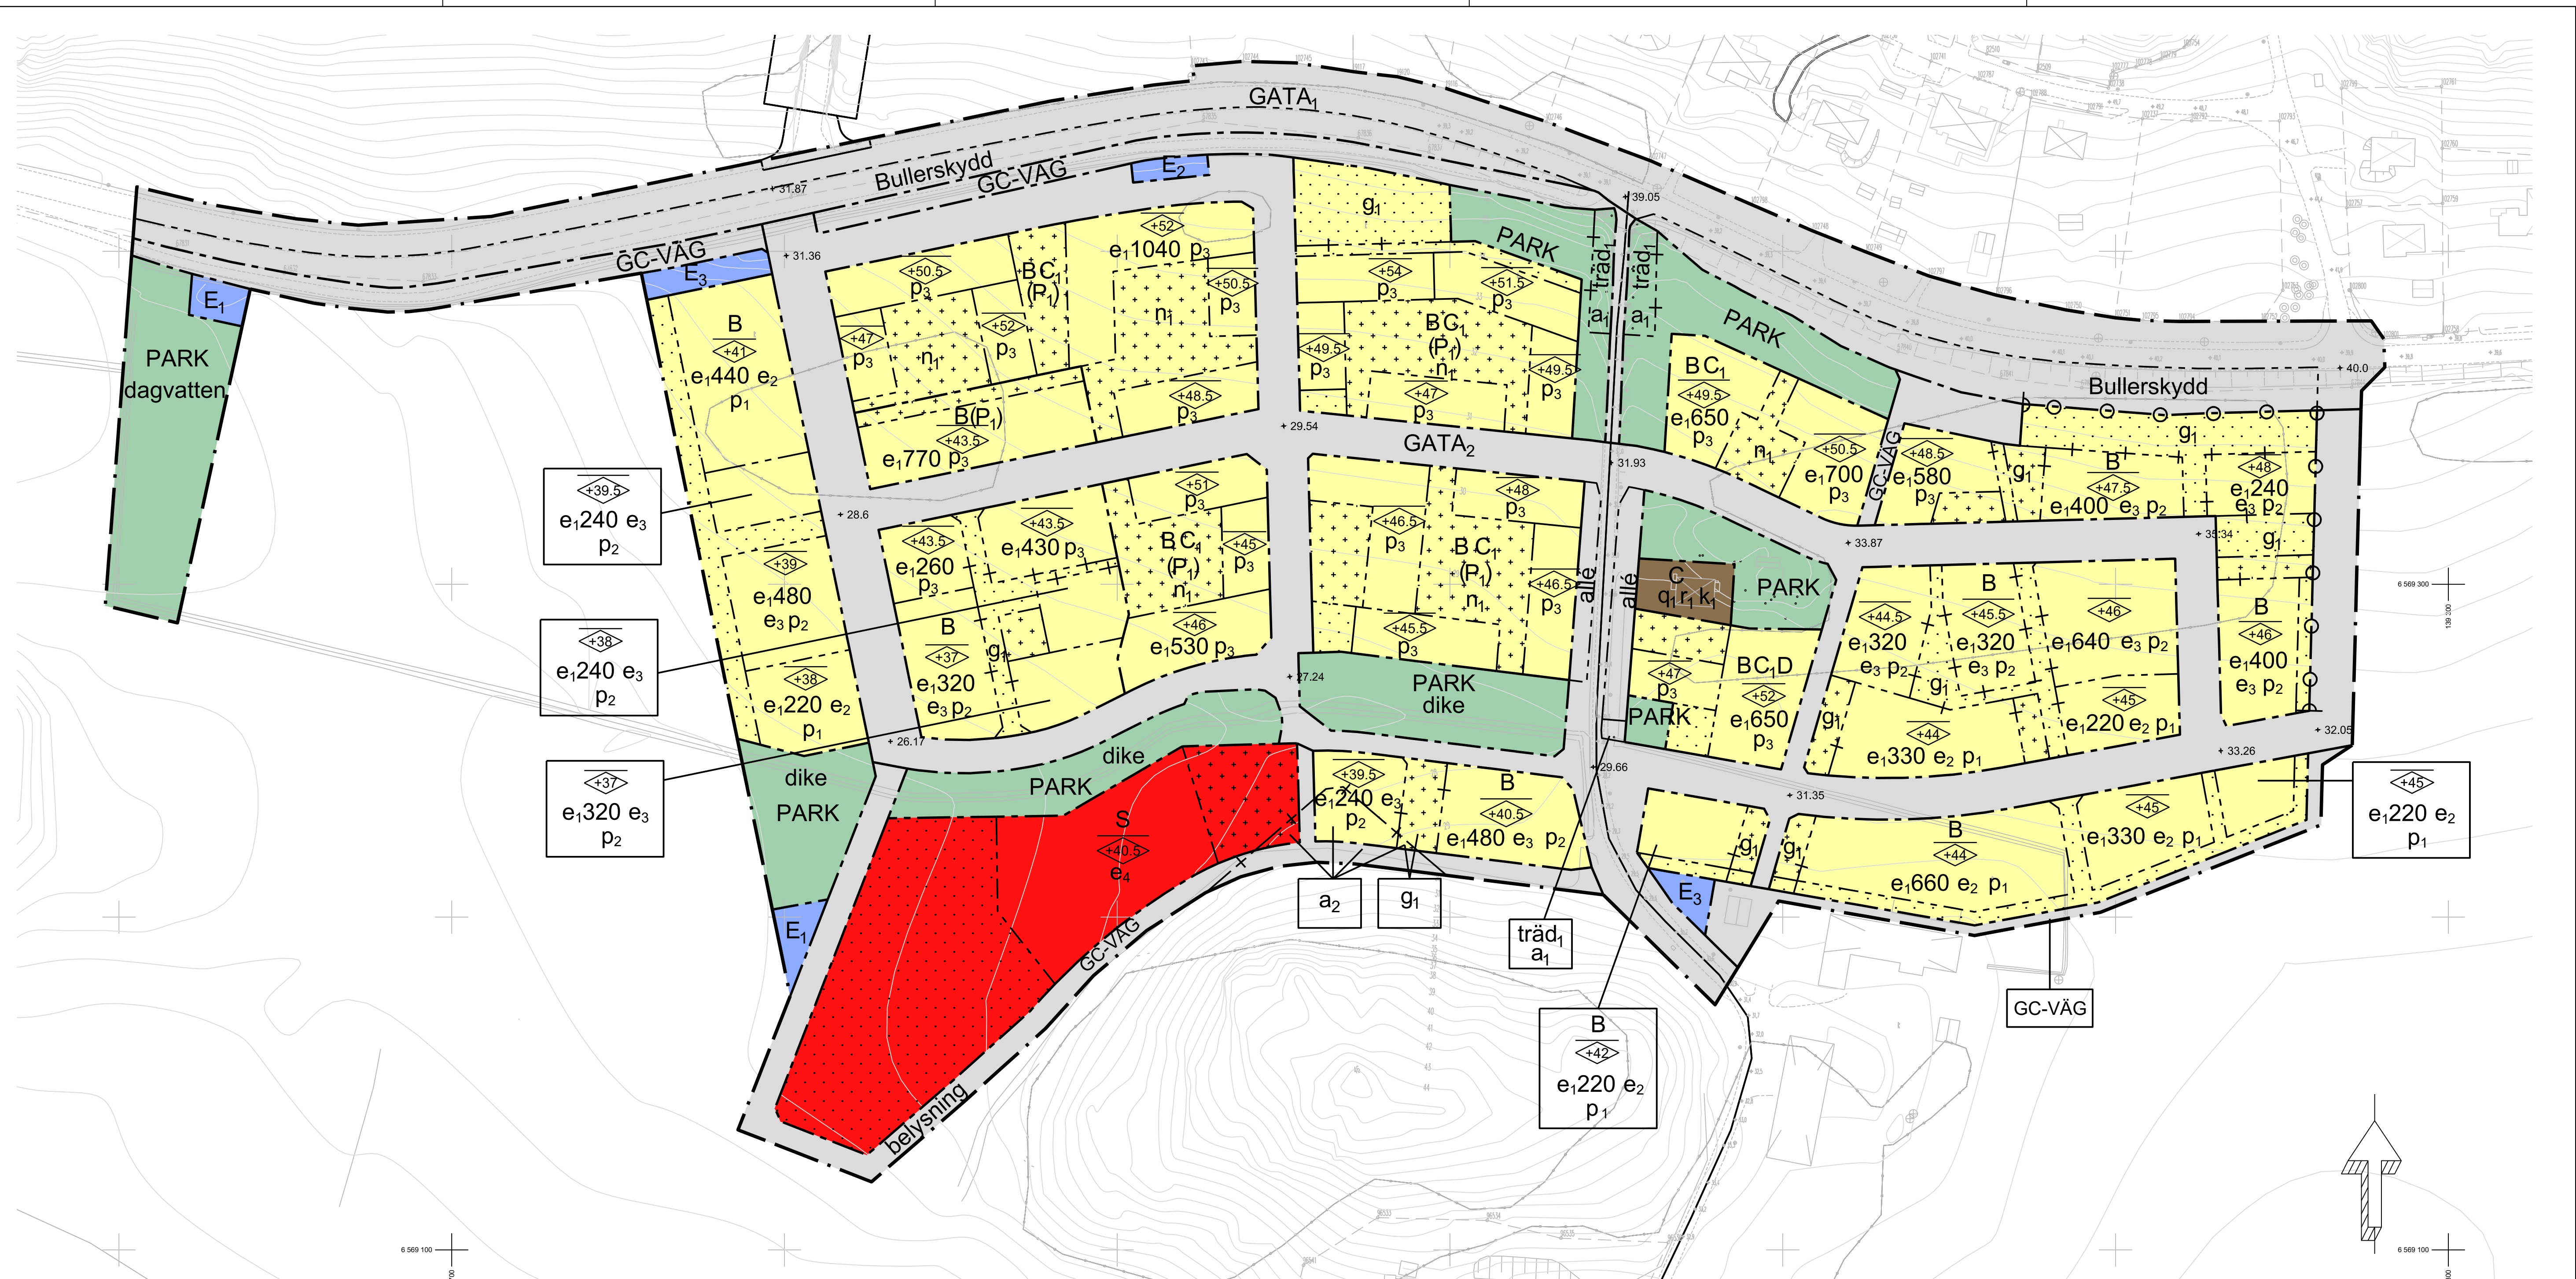 GATA1
Bullerskydd
GC-VÄG
E2
+ 31.87
+ 39.05
GC-VÄG
E3
+ 31.36
E1
PARK
dagvatten
B
+41
e1440 e2
p1
+50.5
p3
BC1
(P1)
+52
e11040 p3
+50.5
p3
n1
+47
p3
n1
+52
p3
+48.5
p3
B(P1)
+43.5
e1770 p3
g1
PARK
+54
p3
+51.5
p3
+49.5
p3
BC1
(P1)
n1
+49.5
p3
+47
p3
träd1
a1
träd1
a1
PARK
BC1
+49.5
e1650
p3
n1
+50.5
e1700
p3
GC-VÄG
+48.5
e1580
p3
g1
Bullerskydd
+ 40.0
g1
B
+47.5
e1400 e3 p2
+48
e1240
e3 p2
g1
+ 29.54
GATA2
+ 31.93
+ 28.6
+ 33.87
+ 35.34
+39.5
e1240 e3
p2
+39
e1480
e3 p2
+38
e1220 e2
p1
+38
e1240 e3
p2
+37
e1320 e3
p2
+43.5
e1260
p3
+43.5
e1430 p3
+51
p3
BC1
(P1)
n1
+45
p3
+46
e1530 p3
B
+37
e1320
e3 p2
g1
+48
p3
+46.5
p3
BC1
(P1)
n1
+46.5
p3
+45.5
p3
allé
allé
C
q1 r1 k1
PARK
+47
p3
BC1D
+52
e1650
p3
PARK
+44.5
e1320
e3 p2
B
+45.5
e1320
e3 p2
+46
e1640 e3 p2
g1
g1
+44
e1330 e2 p1
+45
e1220 e2 p1
B
+46
e1400
e3 p2
6 569 300
139 300
+ 27.24
+ 26.17
PARK
dike
dike
PARK
dike
PARK
E1
S
+40.5
e4
+39.5
e1240 e3
p2
B
+40.5
e1480 e3 p2
+ 29.66
+ 31.35
+ 33.26
+ 32.05
a2
g1
träd1
a1
E3
g1
g1
B
+44
e1660 e2 p1
+45
e1330 e2 p1
+45
e1220 e2
p1
GC-VÄG
GC-VÄG
belysning
B
+42
e1220 e2
p1
6 569 100
6 569 100